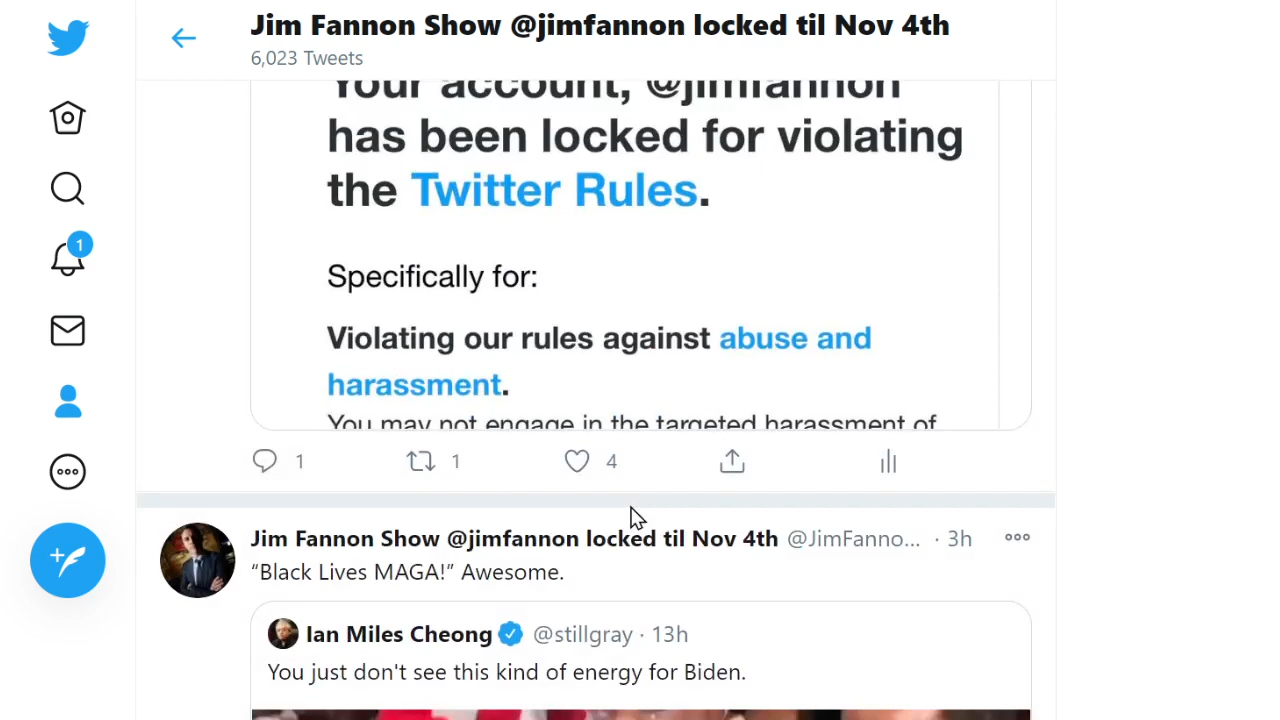 Jim Fannon Show @jimfannon locked til Nov 4th
6,023 Tweets
Your account, @jimfannon
has been locked for violating
the Twitter Rules.
Specifically for:
Violating our rules against abuse and
harassment.
You may not engage in the targeted harassment of
1
1
1
4
Jim Fannon Show @jimfannon locked til Nov 4th @JimFanno... · 3h
“Black Lives MAGA!” Awesome.
Ian Miles Cheong @stillgray · 13h
You just don't see this kind of energy for Biden.